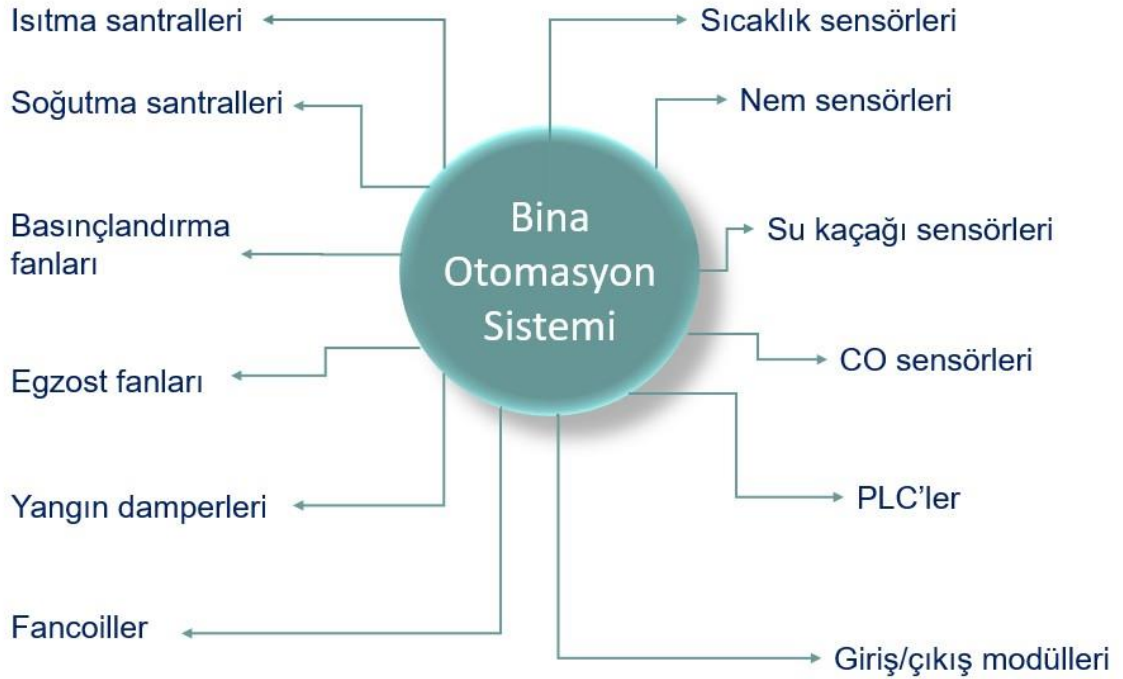 Isıtma santralleri
Soğutma santralleri
Basınçlandırma
fanları
Egzost fanları
Yangın damperleri
Fancoiller
Bina
Otomasyon
Sistemi
Sıcaklık sensörleri
Nem sensörleri
Su kaçağı sensörleri
CO sensörleri
PLC’ler
Giriş/çıkış modülleri